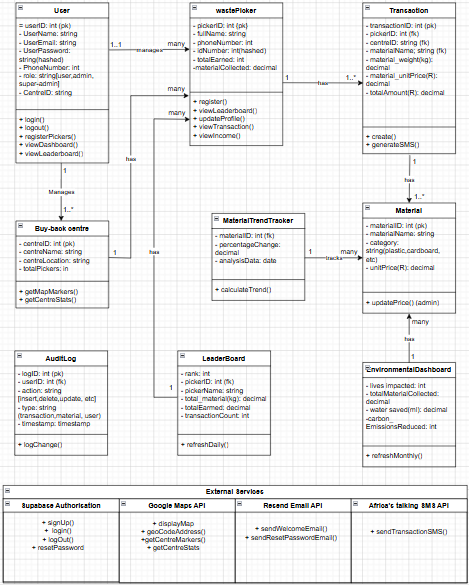 User
= userID: int (pk)
- UserName: string
- UserEmail: string
- UserPassword:
string(hashed)
- PhoneNumber: int
- role: string[user,admin,
super-admin]
- CentreID: string
+ login()
+ logout()
+ registerPickers()
+ viewDashboard()
+ viewLeaderboard()
1..1
manages
many
wastePicker
- pickerID: int (pk)
- fullName: string
- phoneNumber: int
- idNumber: int(hashed)
- totalEarned: int
-materialCollected: decimal
+ register()
+ viewLeaderboard()
+ updateProfile()
+ viewTransaction()
+ viewIncome()
1
has
1..*
Transaction
- transactionID: int (pk)
- pickerID: int (fk)
- centreID: string (fk)
- materialName; string (fk)
- material_weight(kg):
decimal
- material_unitPrice(R):
decimal
- totalAmount(R): decimal
+ create()
+ generateSMS()
many
many
has
has
1
Manages
1..*
1
has
1..*
Buy-back centre
- centreID: int (pk)
- centreName: string
- centreLocation: string
- totalPickers: in
+ getMapMarkers()
+ getCentreStats()
1
1
MaterialTrendTracker
- materialID: int (fk)
- percentageChange:
decimal
- analysisData: date
+ calculateTrend()
1
tracks
many
Material
- materialID: int (pk)
- materialName: string
- category:
string(plastic,cardboard,
etc)
- unitPrice(R): decimal
+ updatePrice() (admin)
many
has
1
AuditLog
- logID: int (pk)
- userID: int (fk)
- action: string
[insert,delete,update, etc]
- type: string
(transaction,material, user)
- timestamp: timestamp
+ logChange()
LeaderBoard
- rank: int
- pickerID: int (fk)
- pickerName: string
- total_material(kg): decimal
- totalEarned: decimal
- transactionCount: int
+ refreshDaily()
EnvironmentalDashboard
- lives impacted: int
- totalMaterialCollected:
decimal
- water saved(ml): decimal
-carbon_
EmissionsReduced: int
+ refreshMonthly()
External Services
Supabase Authorisation
+ signUp()
+ login()
+ logOut()
+ resetPassword
Google Maps API
+ displayMap
+ geoCodeAddress()
+getCentreMarkers()
+ getCentreStats
Resend Email API
+ sendWelcomeEmail()
+ sendResetPasswordEmail()
Africa's talking SMS API
+ sendTransactionSMS()